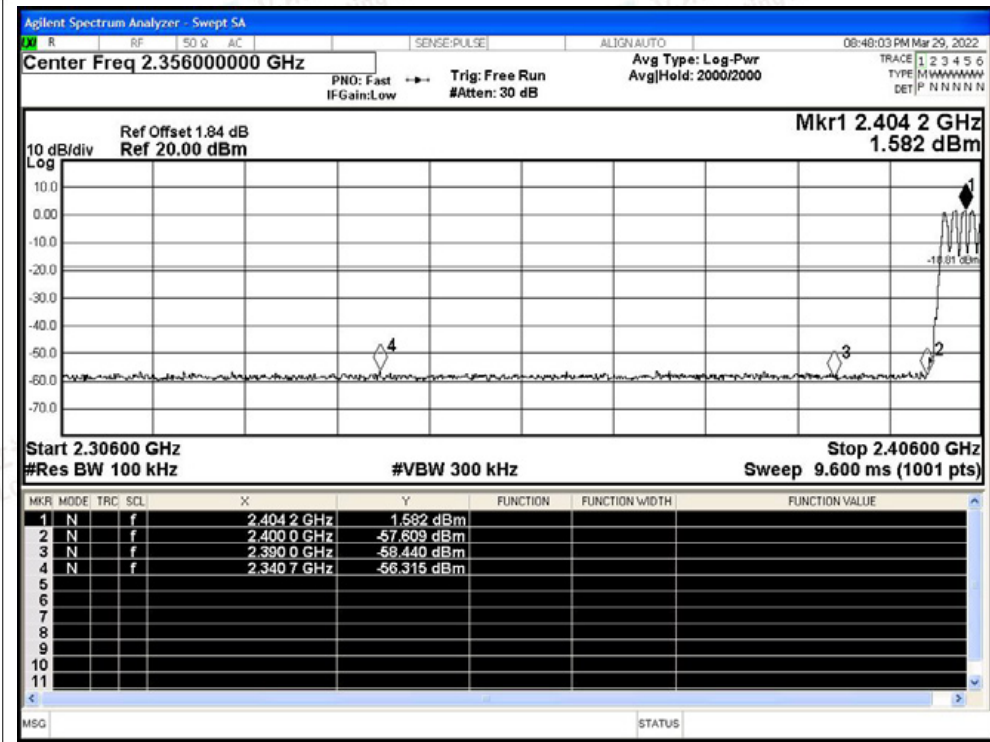 Agilent Spectrum Analyzer - Swept SA
LXI R RF 50 Ω AC SENSE:PULSE ALIGNAUTO 08:48:03 PM Mar 29, 2022
Center Freq 2.356000000 GHz
PNO: Fast
IFGain:Low
Trig: Free Run
#Atten: 30 dB
Avg Type: Log-Pwr
Avg|Hold: 2000/2000
TRACE 1 2 3 4 5 6
TYPE M WWWWW
DET P N N N N N
Ref Offset 1.84 dB
Ref 20.00 dBm
10 dB/div
Log
Mkr1 2.404 2 GHz
1.582 dBm
10.0
0.00
-10.0
-20.0
-30.0
-40.0
-50.0
-60.0
-70.0
1
-18.81 dBm
4
3
2
Start 2.30600 GHz Stop 2.40600 GHz
#Res BW 100 kHz #VBW 300 kHz Sweep 9.600 ms (1001 pts)
MKR MODE TRC SCL X Y FUNCTION FUNCTION WIDTH FUNCTION VALUE
1 N f 2.404 2 GHz 1.582 dBm
2 N f 2.400 0 GHz -57.609 dBm
3 N f 2.390 0 GHz -58.440 dBm
4 N f 2.340 7 GHz -56.315 dBm
5
6
7
8
9
10
11
MSG STATUS